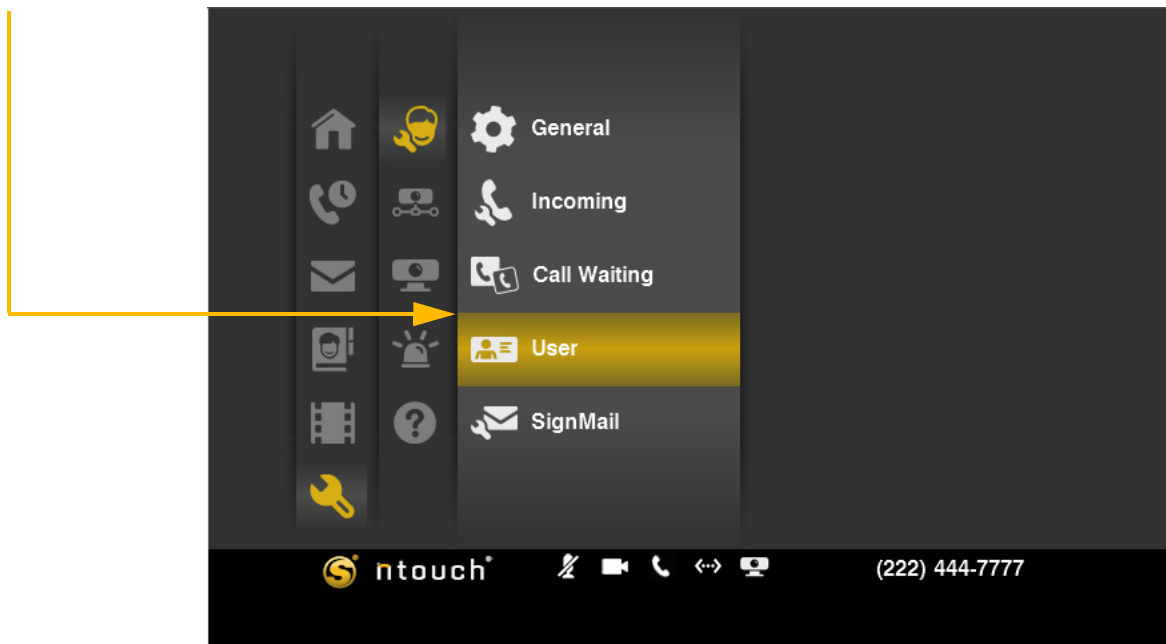 General
Incoming
Call Waiting
User
SignMail
ntouch® (222) 444-7777